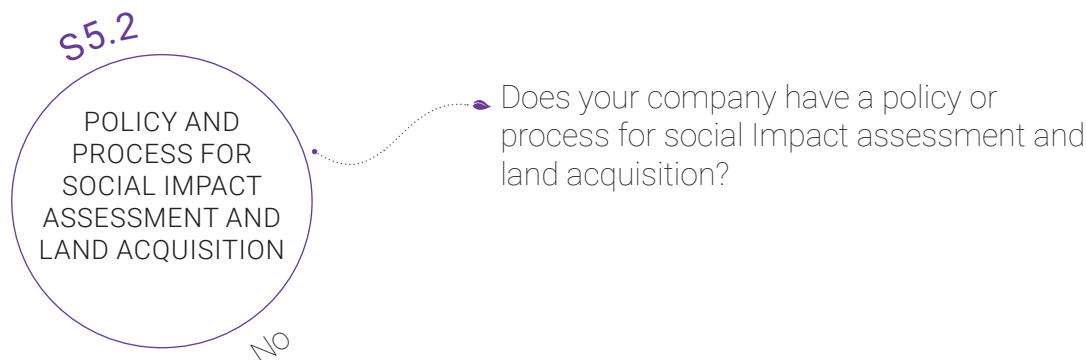 S5.2
POLICY AND
PROCESS FOR
SOCIAL IMPACT
ASSESSMENT AND
LAND ACQUISITION
No
Does your company have a policy or
process for social Impact assessment and
land acquisition?